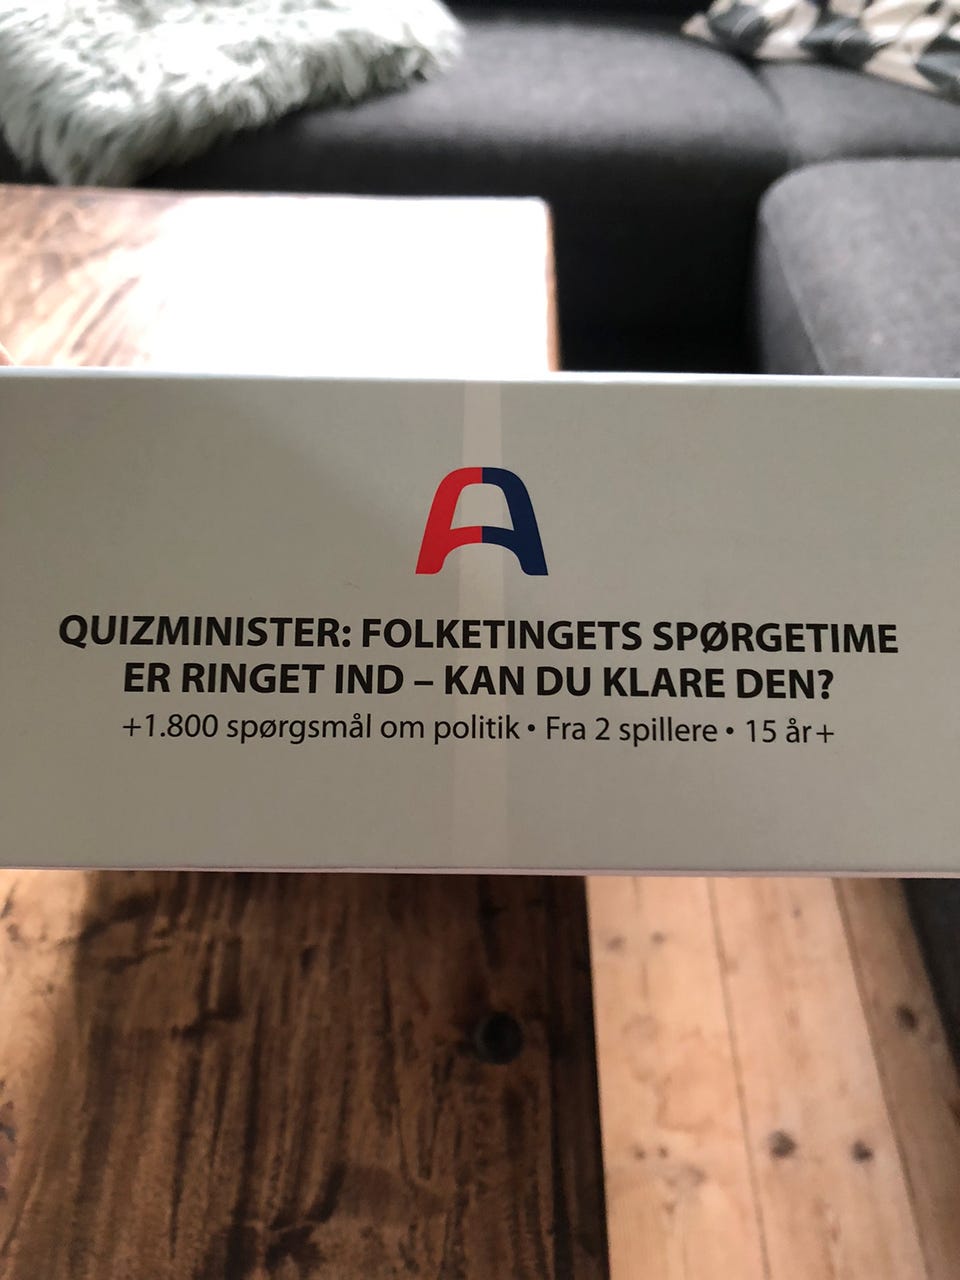 A
QUIZMINISTER: FOLKETINGETS SPØRGETIME
ER RINGET IND – KAN DU KLARE DEN?
+1.800 spørgsmål om politik • Fra 2 spillere • 15 år+